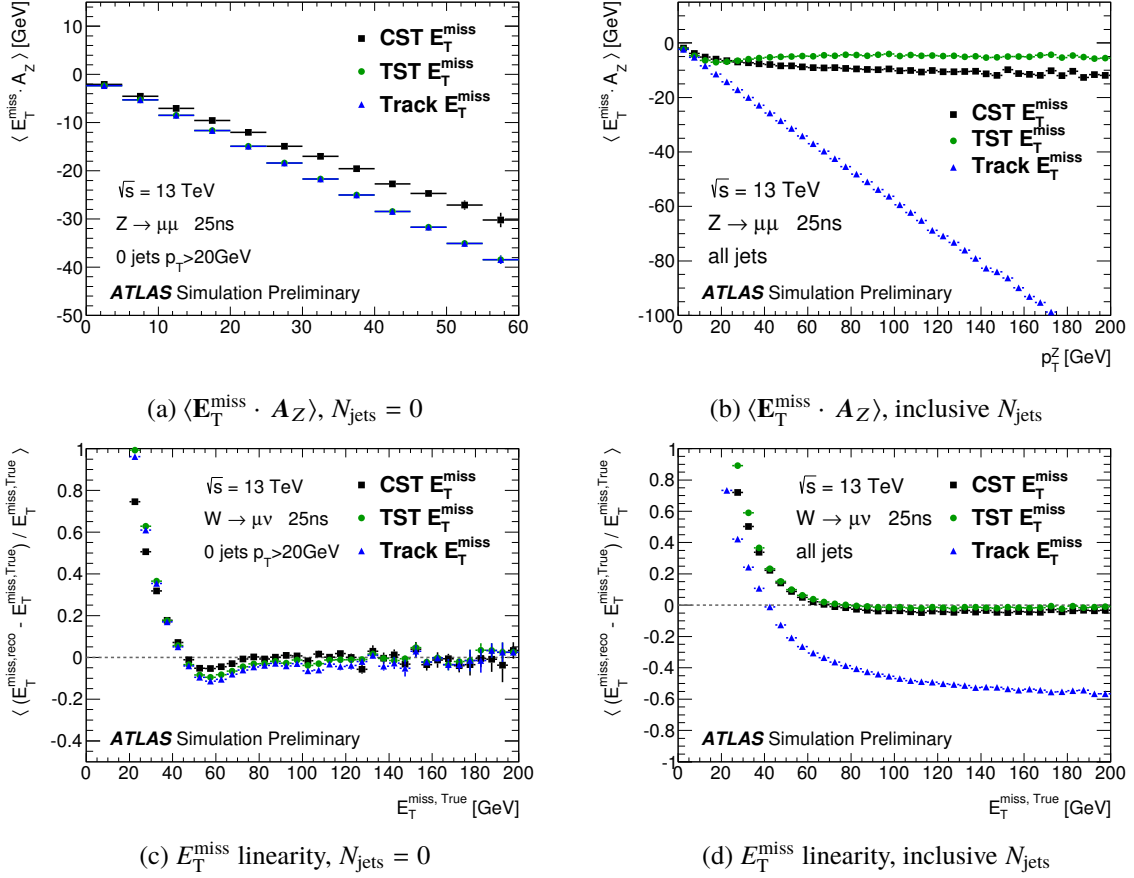 ⟨ E_T^miss · A_Z ⟩ [GeV]
10
0
-10
-20
-30
-40
-50
0 10 20 30 40 50 60
CST E_T^miss
TST E_T^miss
Track E_T^miss
√s = 13 TeV
Z → μμ 25ns
0 jets p_T>20GeV
ATLAS Simulation Preliminary
(a) ⟨E_T^miss · A_Z⟩, N_jets = 0
⟨ E_T^miss · A_Z ⟩ [GeV]
0
-20
-40
-60
-80
-100
0 20 40 60 80 100 120 140 160 180 200
p_T^Z [GeV]
CST E_T^miss
TST E_T^miss
Track E_T^miss
√s = 13 TeV
Z → μμ 25ns
all jets
ATLAS Simulation Preliminary
(b) ⟨E_T^miss · A_Z⟩, inclusive N_jets
⟨ (E_T^miss,reco - E_T^miss,True) / E_T^miss,True ⟩
1
0.8
0.6
0.4
0.2
0
-0.2
-0.4
0 20 40 60 80 100 120 140 160 180 200
E_T^miss, True [GeV]
√s = 13 TeV
W → μν 25ns
0 jets p_T>20GeV
CST E_T^miss
TST E_T^miss
Track E_T^miss
ATLAS Simulation Preliminary
(c) E_T^miss linearity, N_jets = 0
⟨ (E_T^miss,reco - E_T^miss,True) / E_T^miss,True ⟩
1
0.8
0.6
0.4
0.2
0
-0.2
-0.4
-0.6
-0.8
-1
0 20 40 60 80 100 120 140 160 180 200
E_T^miss, True [GeV]
√s = 13 TeV
W → μν 25ns
all jets
CST E_T^miss
TST E_T^miss
Track E_T^miss
ATLAS Simulation Preliminary
(d) E_T^miss linearity, inclusive N_jets